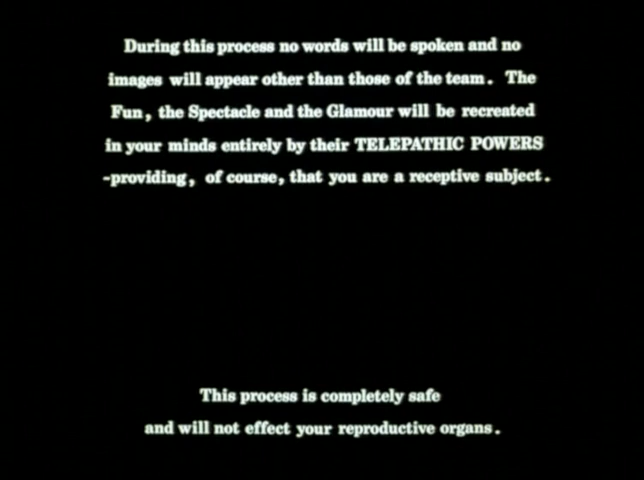 During this process no words will be spoken and no
images will appear other than those of the team. The
Fun, the Spectacle and the Glamour will be recreated
in your minds entirely by their TELEPATHIC POWERS
-providing, of course, that you are a receptive subject.
This process is completely safe
and will not effect your reproductive organs.